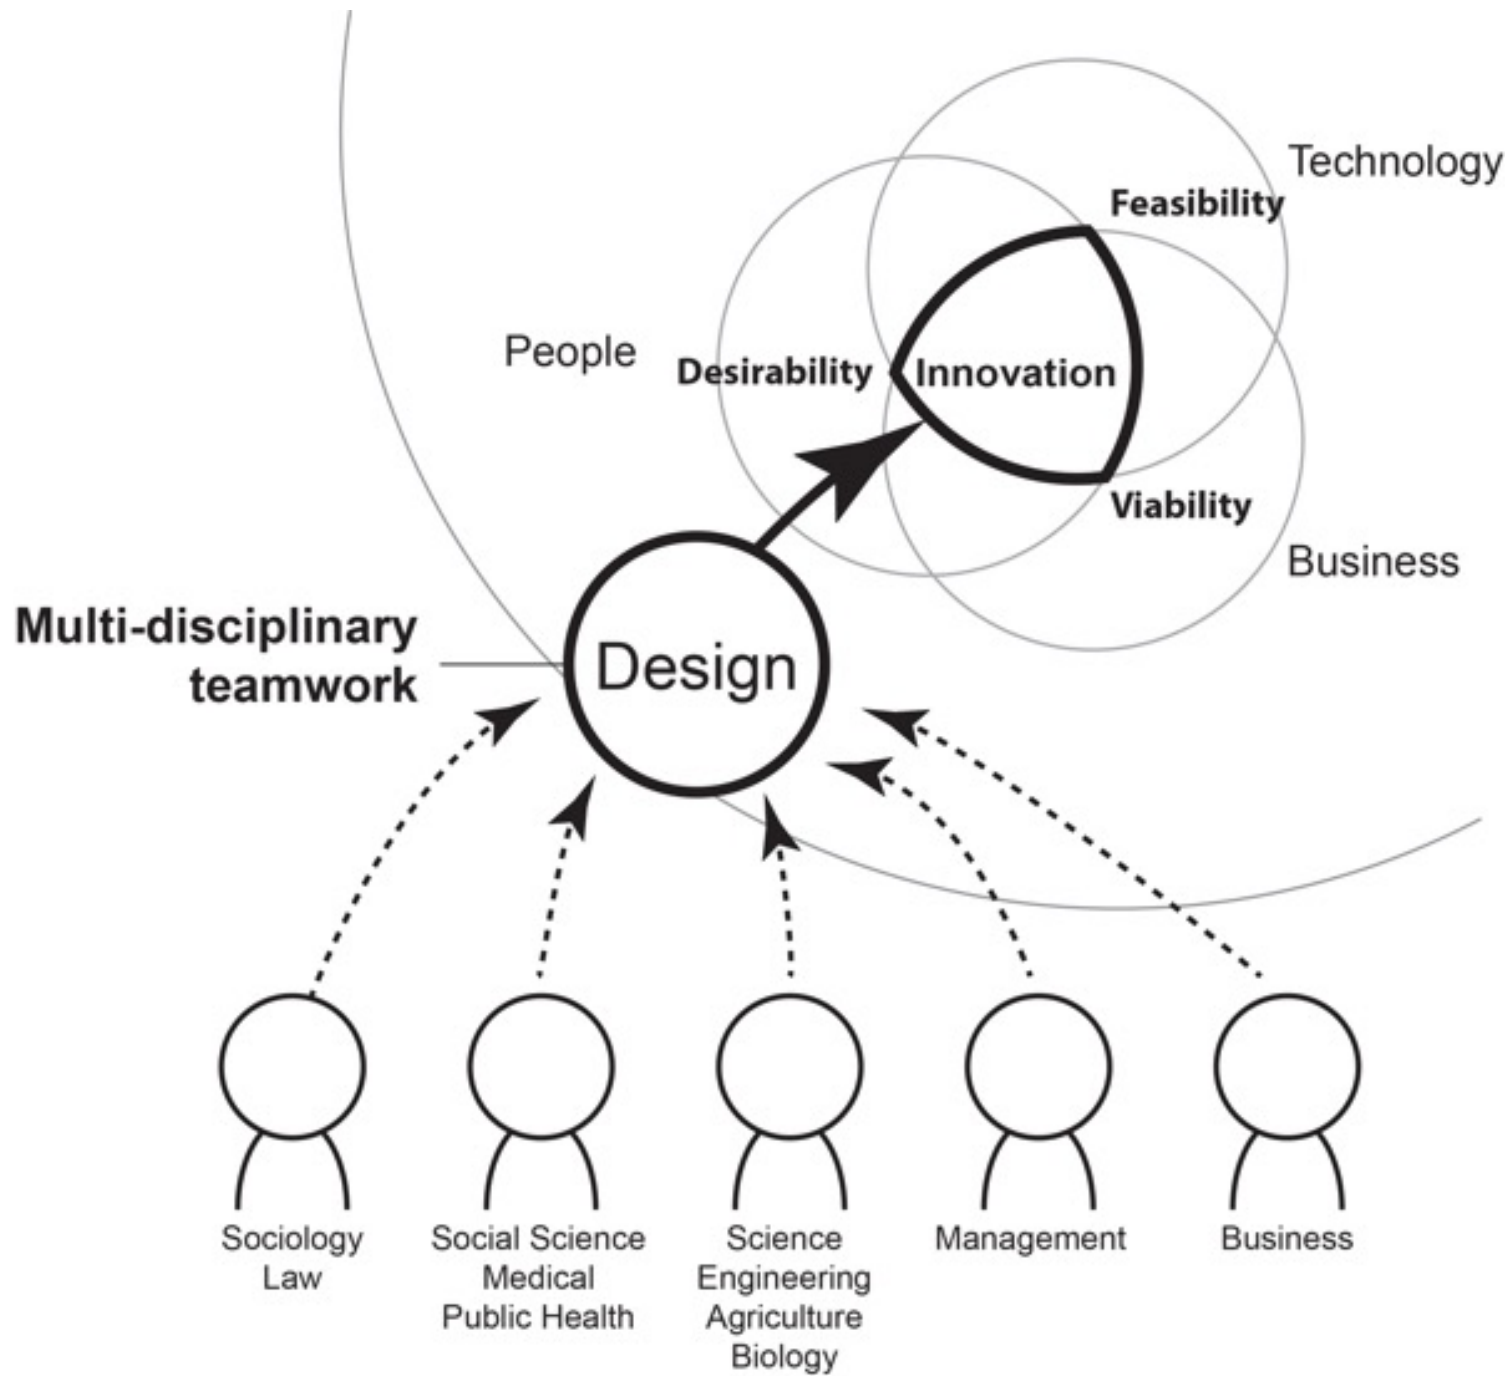 Technology
Feasibility
People
Desirability
Innovation
Viability
Business
Multi-disciplinary
teamwork
Design
Sociology
Law
Social Science
Medical
Public Health
Science
Engineering
Agriculture
Biology
Management
Business